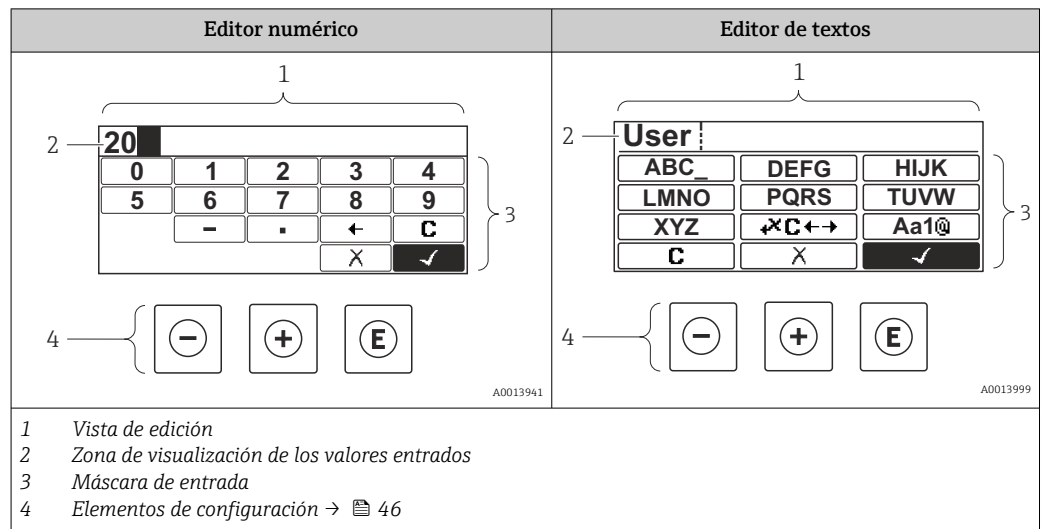 Editor numérico
Editor de textos
1
2
20
0 1 2 3 4
5 6 7 8 9
- . ← C
X ✓
3
4
- + E
A0013941
1
2
User
ABC_ DEFG HIJK
LMNO PQRS TUVW
XYZ ↲×C←→ Aa1@
C X ✓
3
4
- + E
A0013999
1 Vista de edición
2 Zona de visualización de los valores entrados
3 Máscara de entrada
4 Elementos de configuración → 46